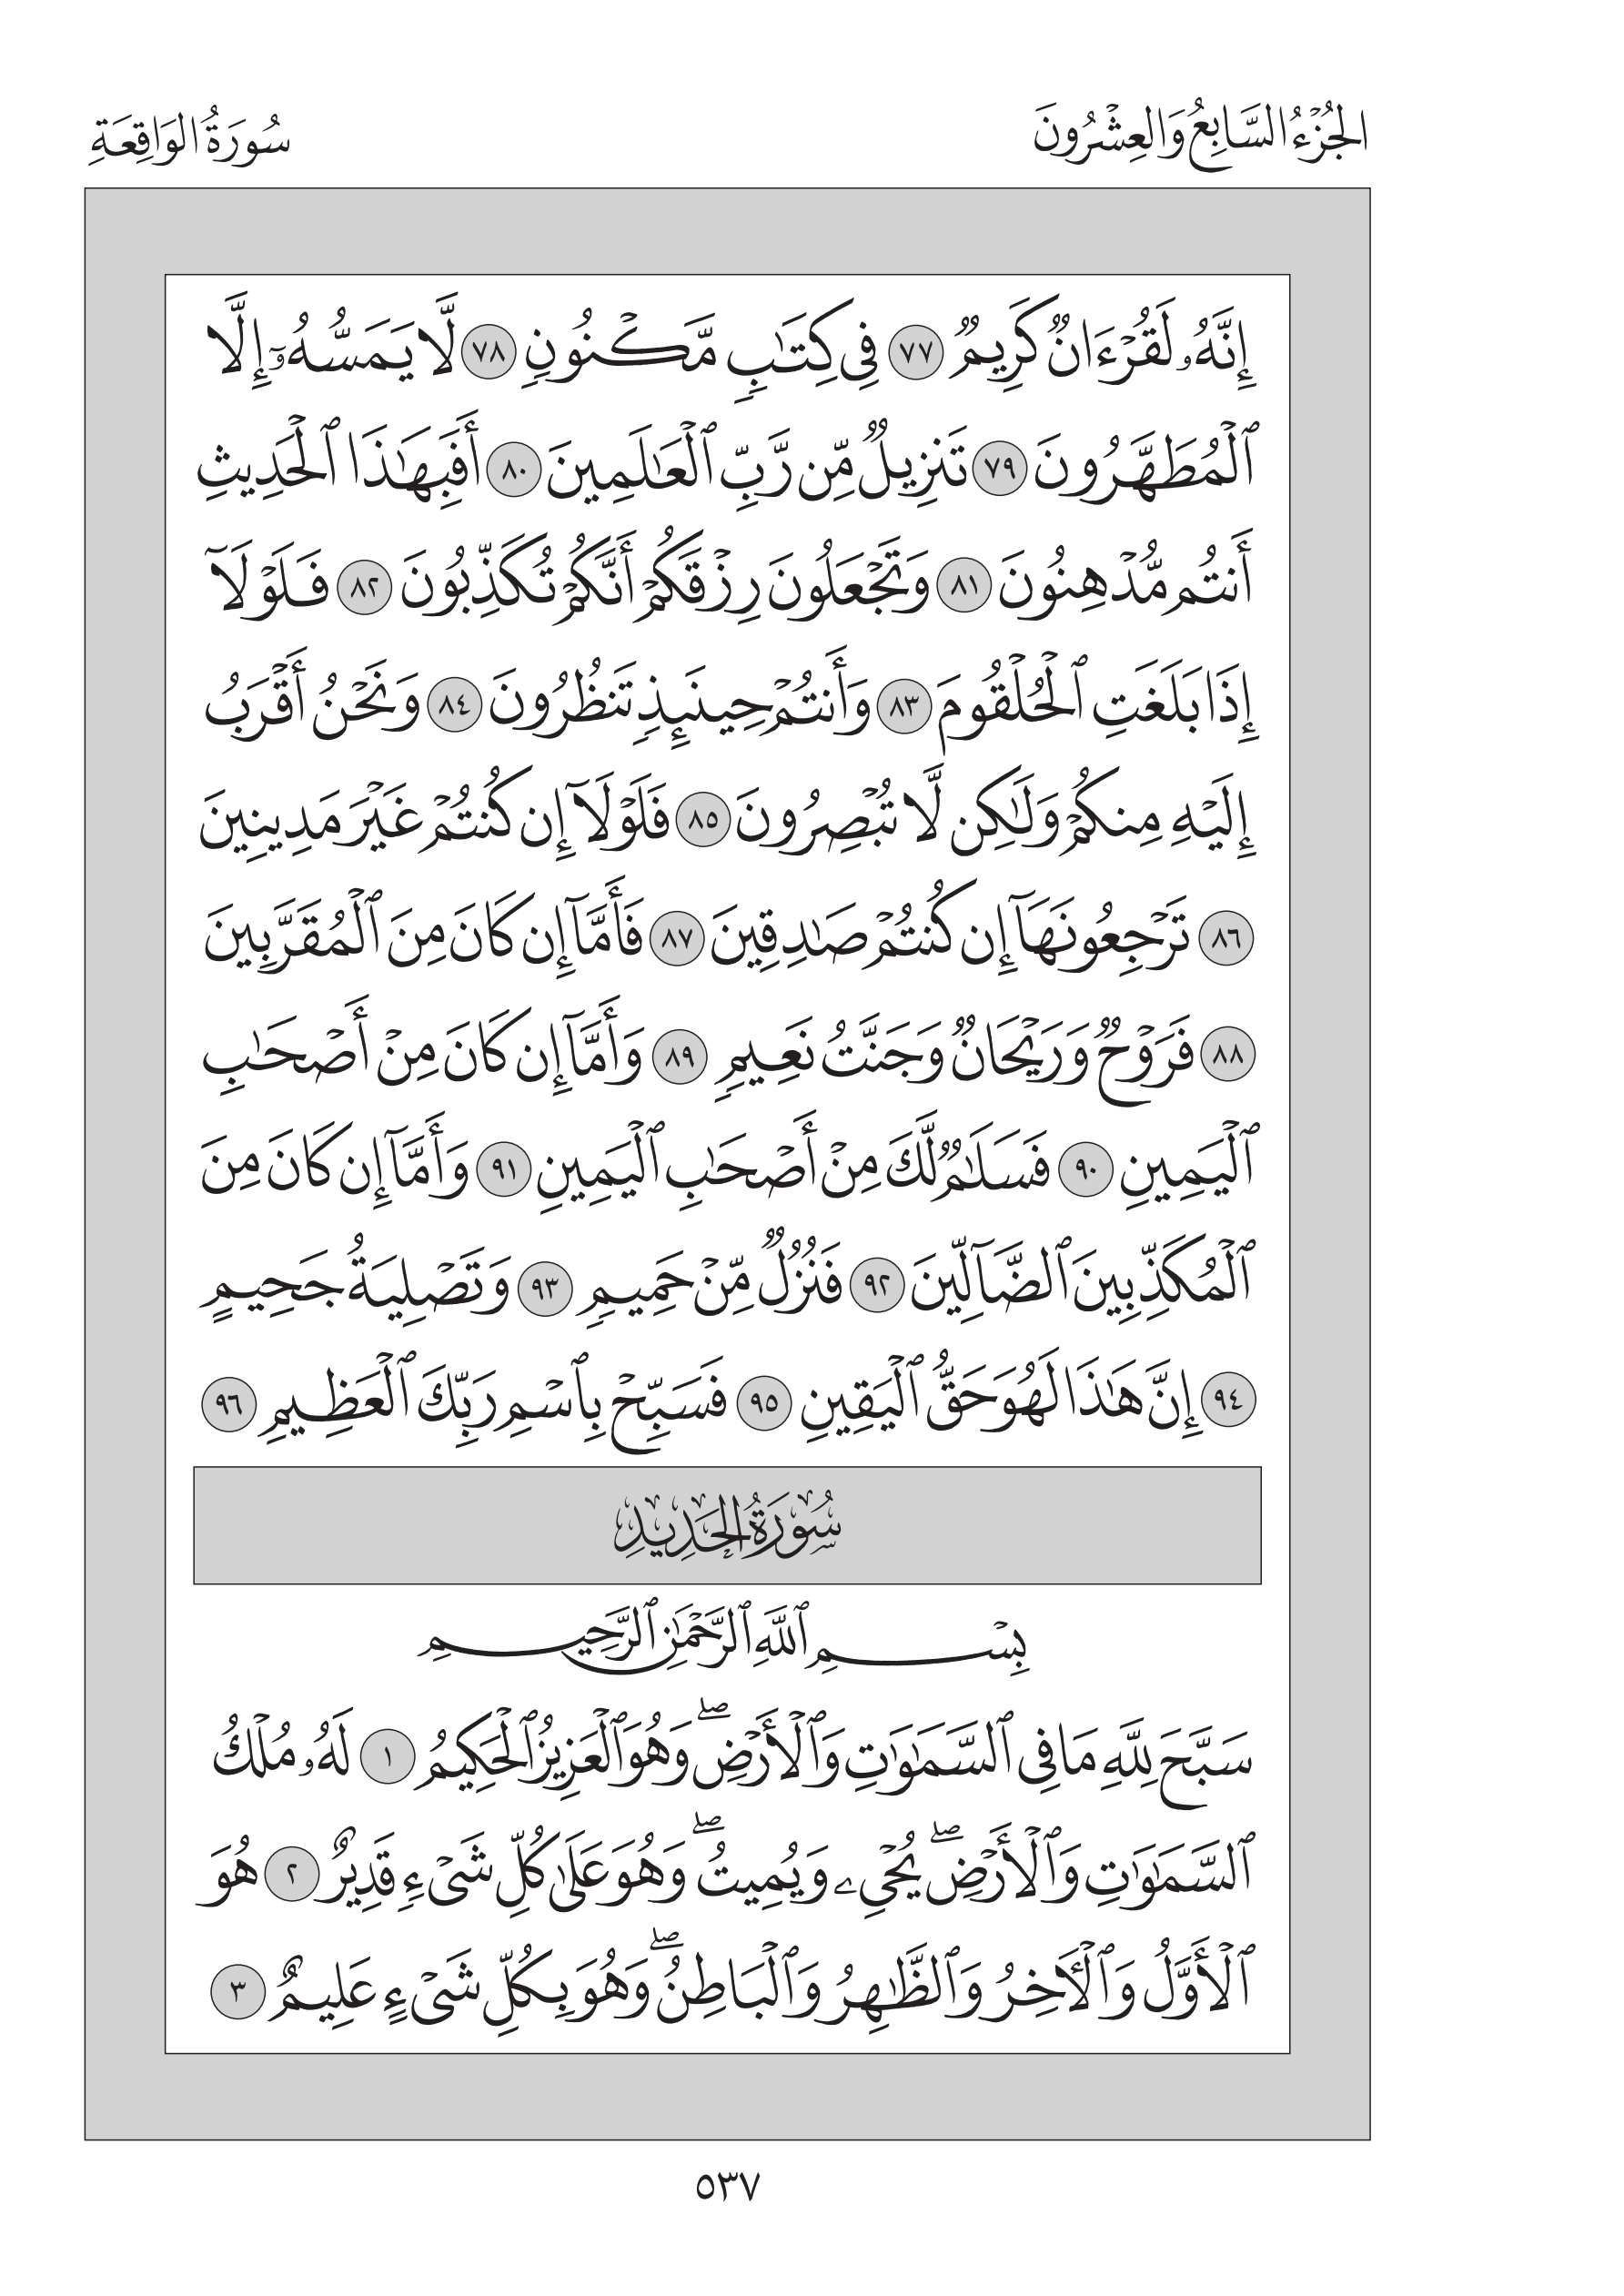 الجُزْءُ السَّابِعُ وَالعِشْرُونَ
سُورَةُ الوَاقِعَةِ
إِنَّهُۥ لَقُرْءَانٌ كَرِيمٌ ٧٧ فِى كِتَٰبٍ مَّكْنُونٍ ٧٨ لَّا يَمَسُّهُۥٓ إِلَّا
ٱلْمُطَهَّرُونَ ٧٩ تَنزِيلٌ مِّن رَّبِّ ٱلْعَٰلَمِينَ ٨٠ أَفَبِهَٰذَا ٱلْحَدِيثِ
أَنتُم مُّدْهِنُونَ ٨١ وَتَجْعَلُونَ رِزْقَكُمْ أَنَّكُمْ تُكَذِّبُونَ ٨٢ فَلَوْلَآ
إِذَا بَلَغَتِ ٱلْحُلْقُومَ ٨٣ وَأَنتُمْ حِينَئِذٍ تَنظُرُونَ ٨٤ وَنَحْنُ أَقْرَبُ
إِلَيْهِ مِنكُمْ وَلَٰكِن لَّا تُبْصِرُونَ ٨٥ فَلَوْلَآ إِن كُنتُمْ غَيْرَ مَدِينِينَ
٨٦ تَرْجِعُونَهَآ إِن كُنتُمْ صَٰدِقِينَ ٨٧ فَأَمَّآ إِن كَانَ مِنَ ٱلْمُقَرَّبِينَ
٨٨ فَرَوْحٌ وَرَيْحَانٌ وَجَنَّتُ نَعِيمٍ ٨٩ وَأَمَّآ إِن كَانَ مِنْ أَصْحَٰبِ
ٱلْيَمِينِ ٩٠ فَسَلَٰمٌ لَّكَ مِنْ أَصْحَٰبِ ٱلْيَمِينِ ٩١ وَأَمَّآ إِن كَانَ مِنَ
ٱلْمُكَذِّبِينَ ٱلضَّآلِّينَ ٩٢ فَنُزُلٌ مِّنْ حَمِيمٍ ٩٣ وَتَصْلِيَةُ جَحِيمٍ
٩٤ إِنَّ هَٰذَا لَهُوَ حَقُّ ٱلْيَقِينِ ٩٥ فَسَبِّحْ بِٱسْمِ رَبِّكَ ٱلْعَظِيمِ ٩٦
سُورَةُ الحَدِيدِ
بِسْمِ ٱللَّهِ ٱلرَّحْمَٰنِ ٱلرَّحِيمِ
سَبَّحَ لِلَّهِ مَا فِى ٱلسَّمَٰوَٰتِ وَٱلْأَرْضِ ۖ وَهُوَ ٱلْعَزِيزُ ٱلْحَكِيمُ ١ لَهُۥ مُلْكُ
ٱلسَّمَٰوَٰتِ وَٱلْأَرْضِ ۖ يُحْىِۦ وَيُمِيتُ ۖ وَهُوَ عَلَىٰ كُلِّ شَىْءٍ قَدِيرٌ ٢ هُوَ
ٱلْأَوَّلُ وَٱلْءَاخِرُ وَٱلظَّٰهِرُ وَٱلْبَاطِنُ ۖ وَهُوَ بِكُلِّ شَىْءٍ عَلِيمٌ ٣
٥٣٧